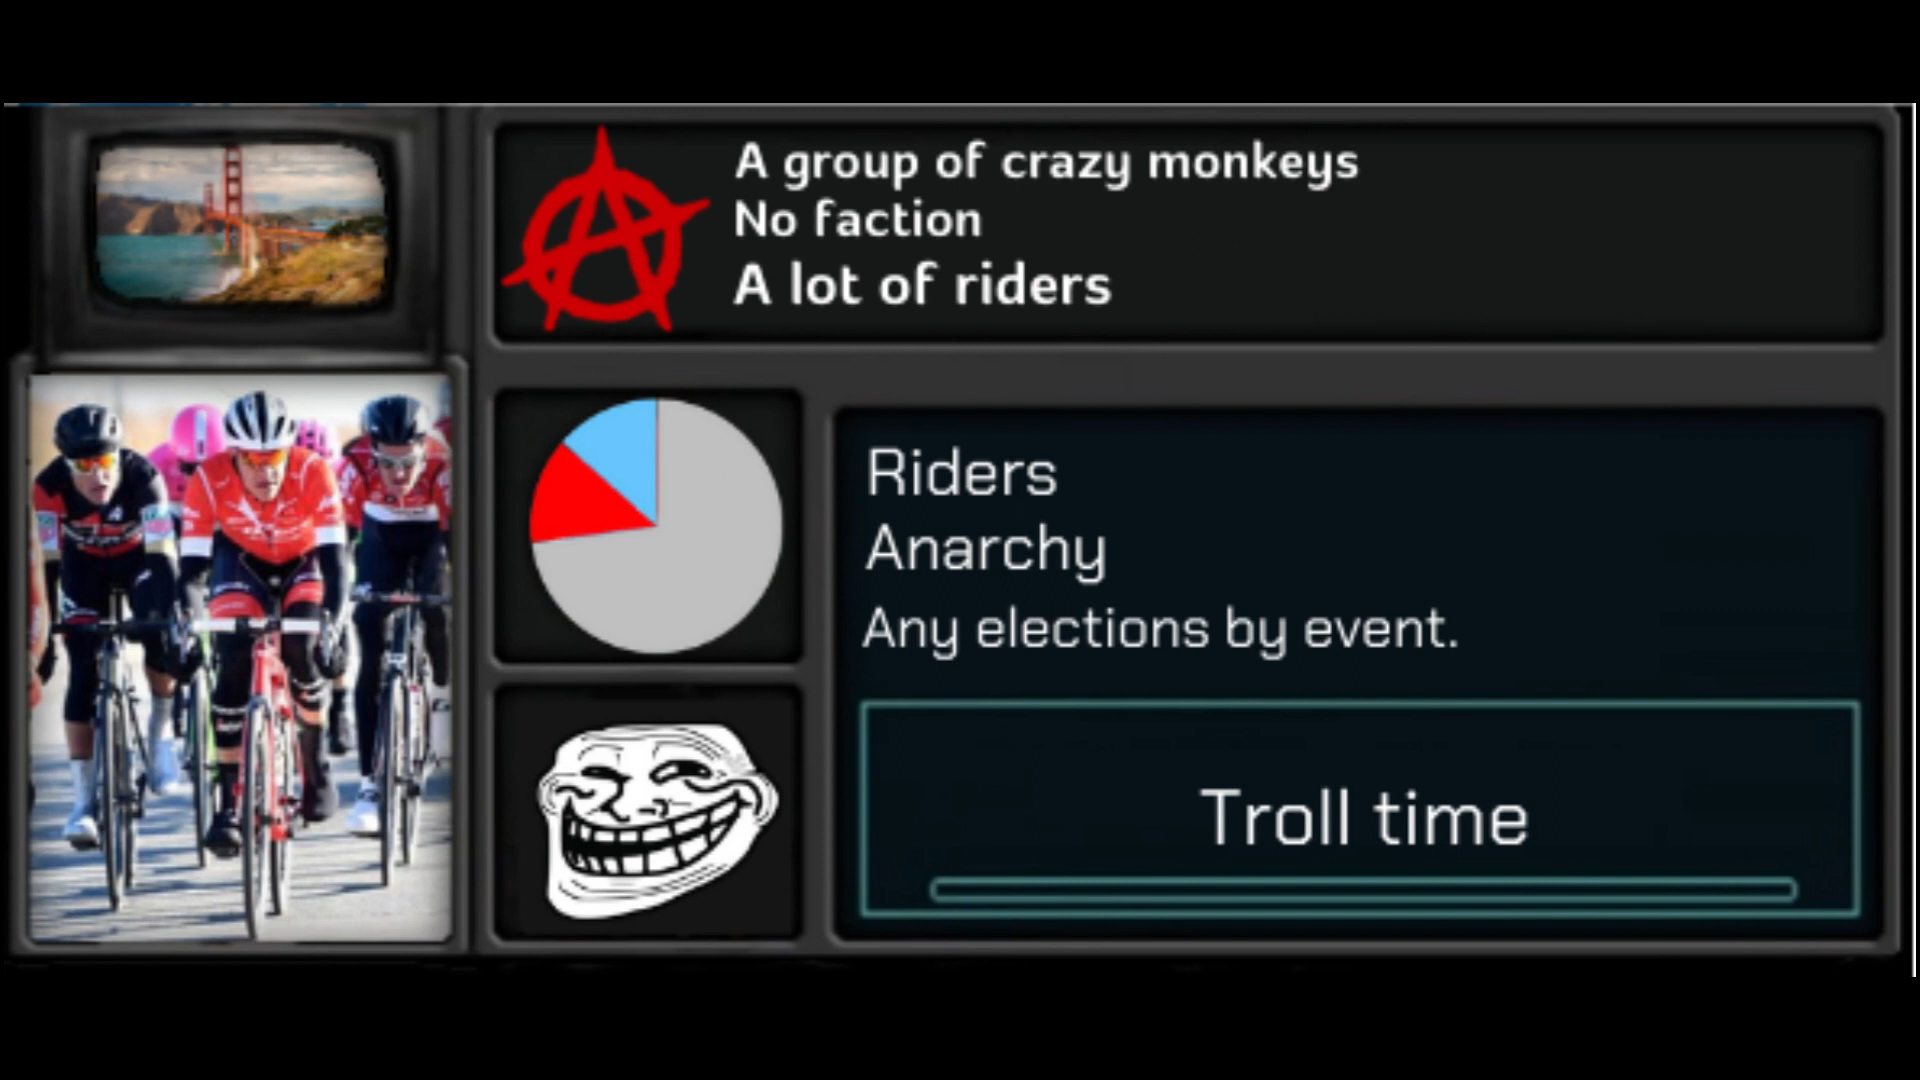 A group of crazy monkeys
No faction
A lot of riders
Riders
Anarchy
Any elections by event.
Troll time